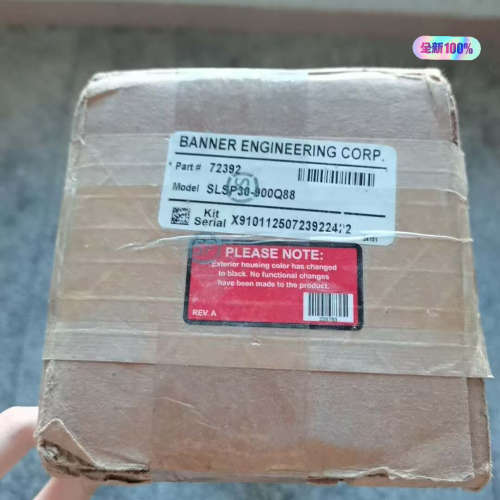 全新100%
BANNER ENGINEERING CORP.
Part # 72392
Model SLSP30-900Q88
Kit
Serial X91011250723922422
PLEASE NOTE:
Exterior housing color has changed
to black. No functional changes
have been made to the product.
REV. A